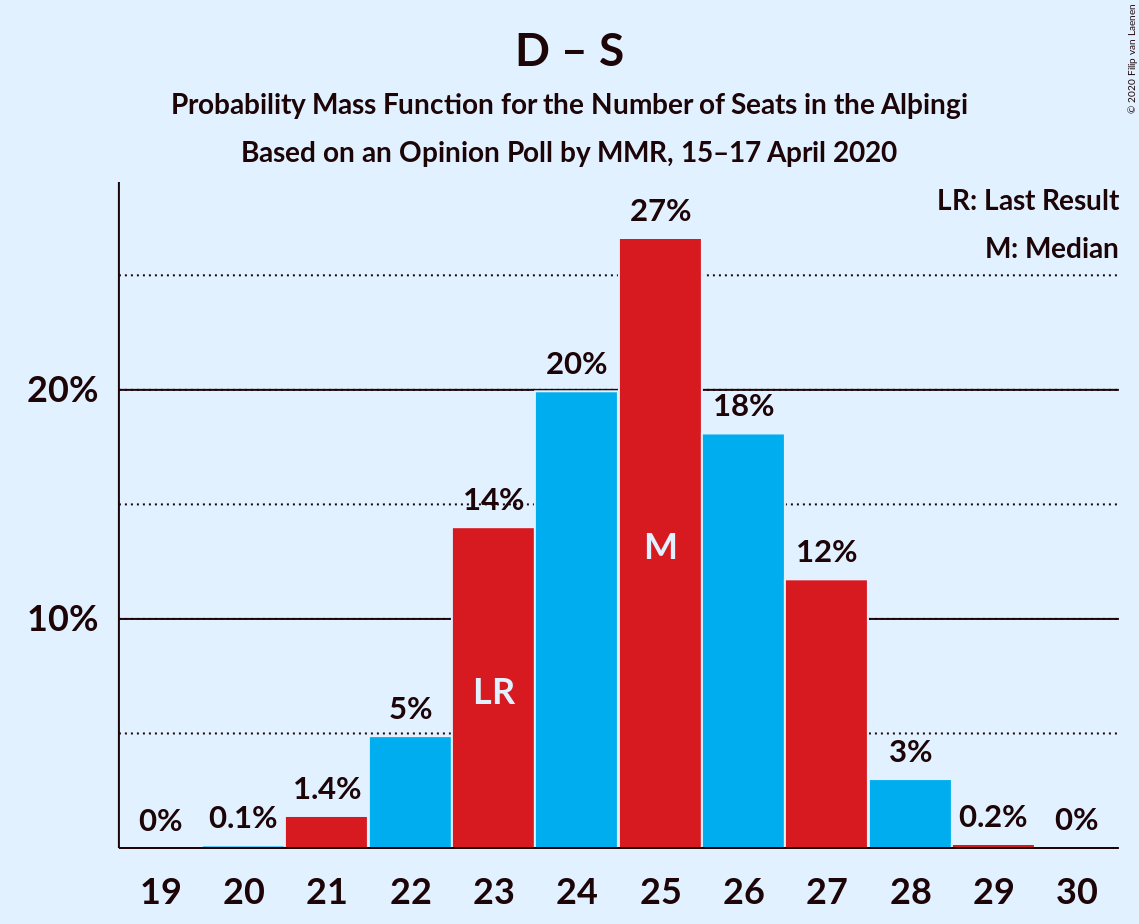 D – S
Probability Mass Function for the Number of Seats in the Alþingi
Based on an Opinion Poll by MMR, 15–17 April 2020
© 2020 Filip van Laenen
LR: Last Result
M: Median
20%
10%
0%
0.1%
1.4%
5%
14%
20%
27%
18%
12%
3%
0.2%
0%
LR
M
19 20 21 22 23 24 25 26 27 28 29 30